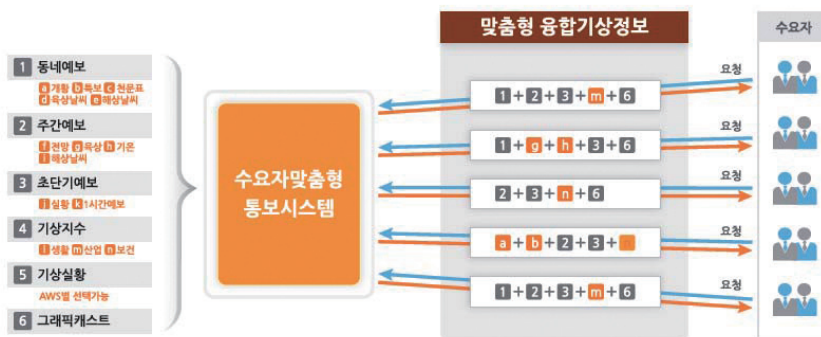 맞춤형 융합기상정보
수요자
1 동네예보
a 개황 b 특보 c 천문표
d 육상날씨 e 해상날씨
2 주간예보
f 전망 g 육상 h 기온
i 해상날씨
3 초단기예보
j 실황 k 1시간예보
4 기상지수
l 생활 m 산업 n 보건
5 기상실황
AWS별 선택가능
6 그래픽캐스트
수요자맞춤형
통보시스템
1+2+3+m+6
요청
1+g+h+3+6
요청
2+3+n+6
요청
a+b+2+3+
요청
1+2+3+m+6
요청